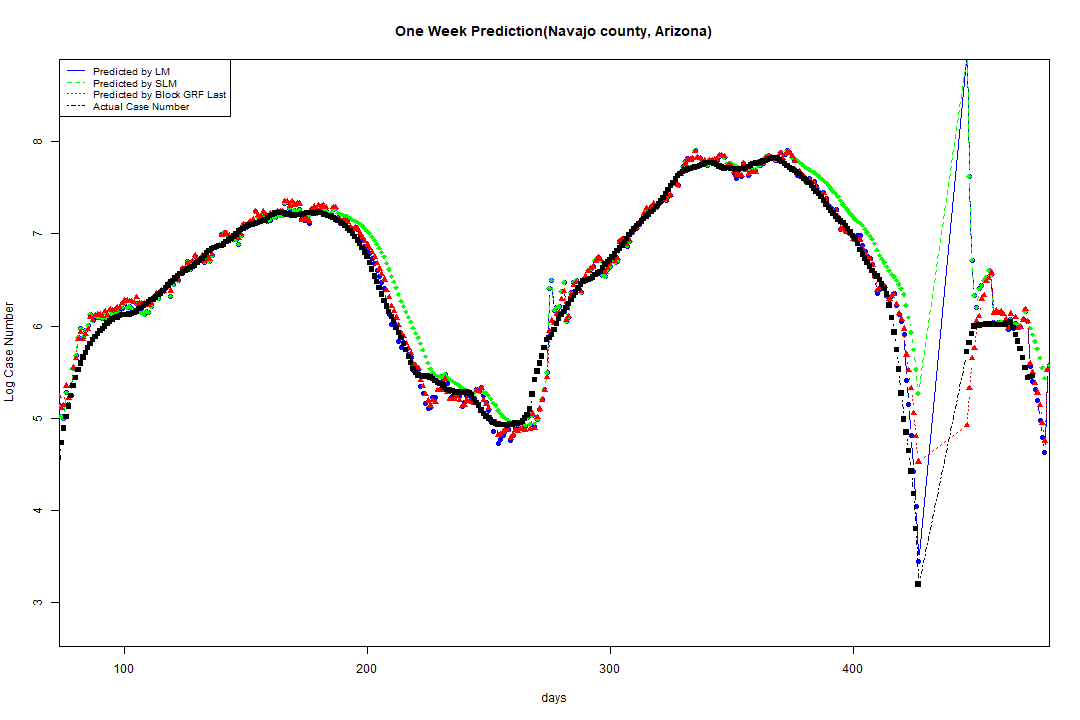 One Week Prediction(Navajo county, Arizona)
Predicted by LM
Predicted by SLM
Predicted by Block GRF Last
Actual Case Number
Log Case Number
8
7
6
5
4
3
100 200 300 400
days